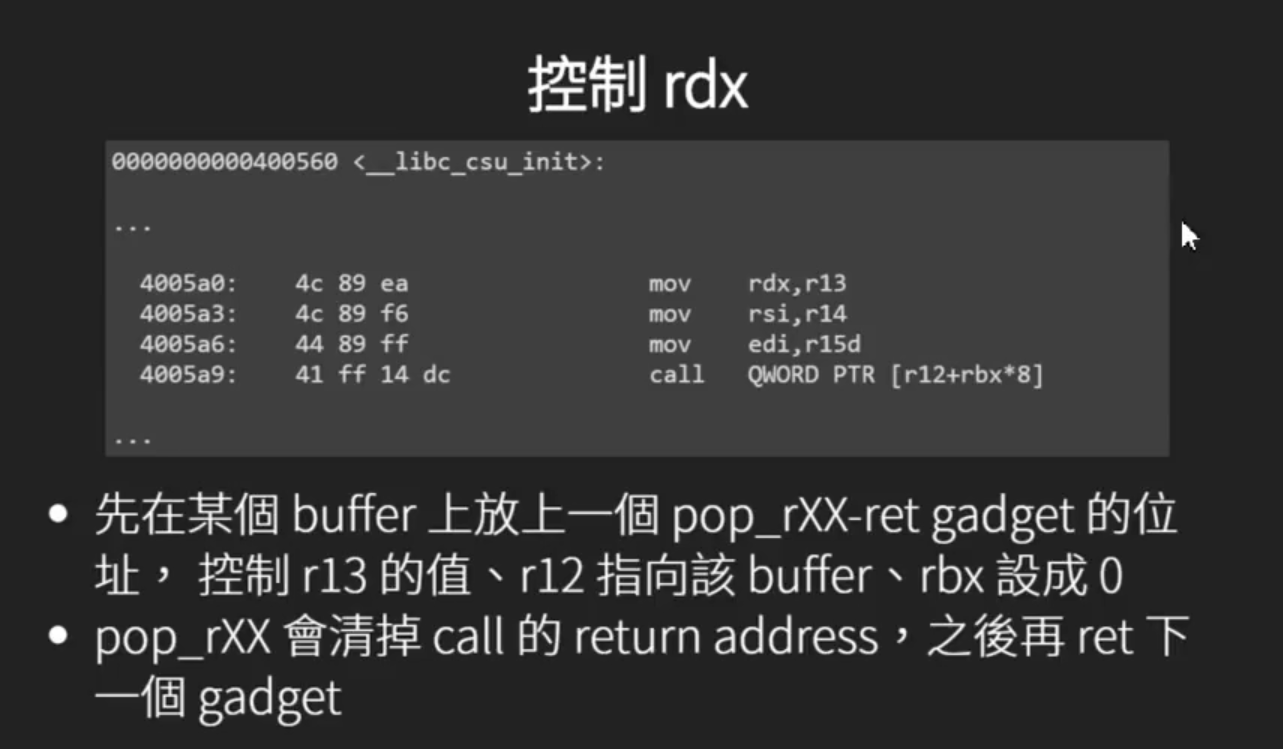 控制 rdx
0000000000400560 <__libc_csu_init>:
...
4005a0: 4c 89 ea mov rdx,r13
4005a3: 4c 89 f6 mov rsi,r14
4005a6: 44 89 ff mov edi,r15d
4005a9: 41 ff 14 dc call QWORD PTR [r12+rbx*8]
...
• 先在某個 buffer 上放上一個 pop_rXX-ret gadget 的位
址， 控制 r13 的值、r12 指向該 buffer、rbx 設成 0
• pop_rXX 會清掉 call 的 return address，之後再 ret 下
一個 gadget